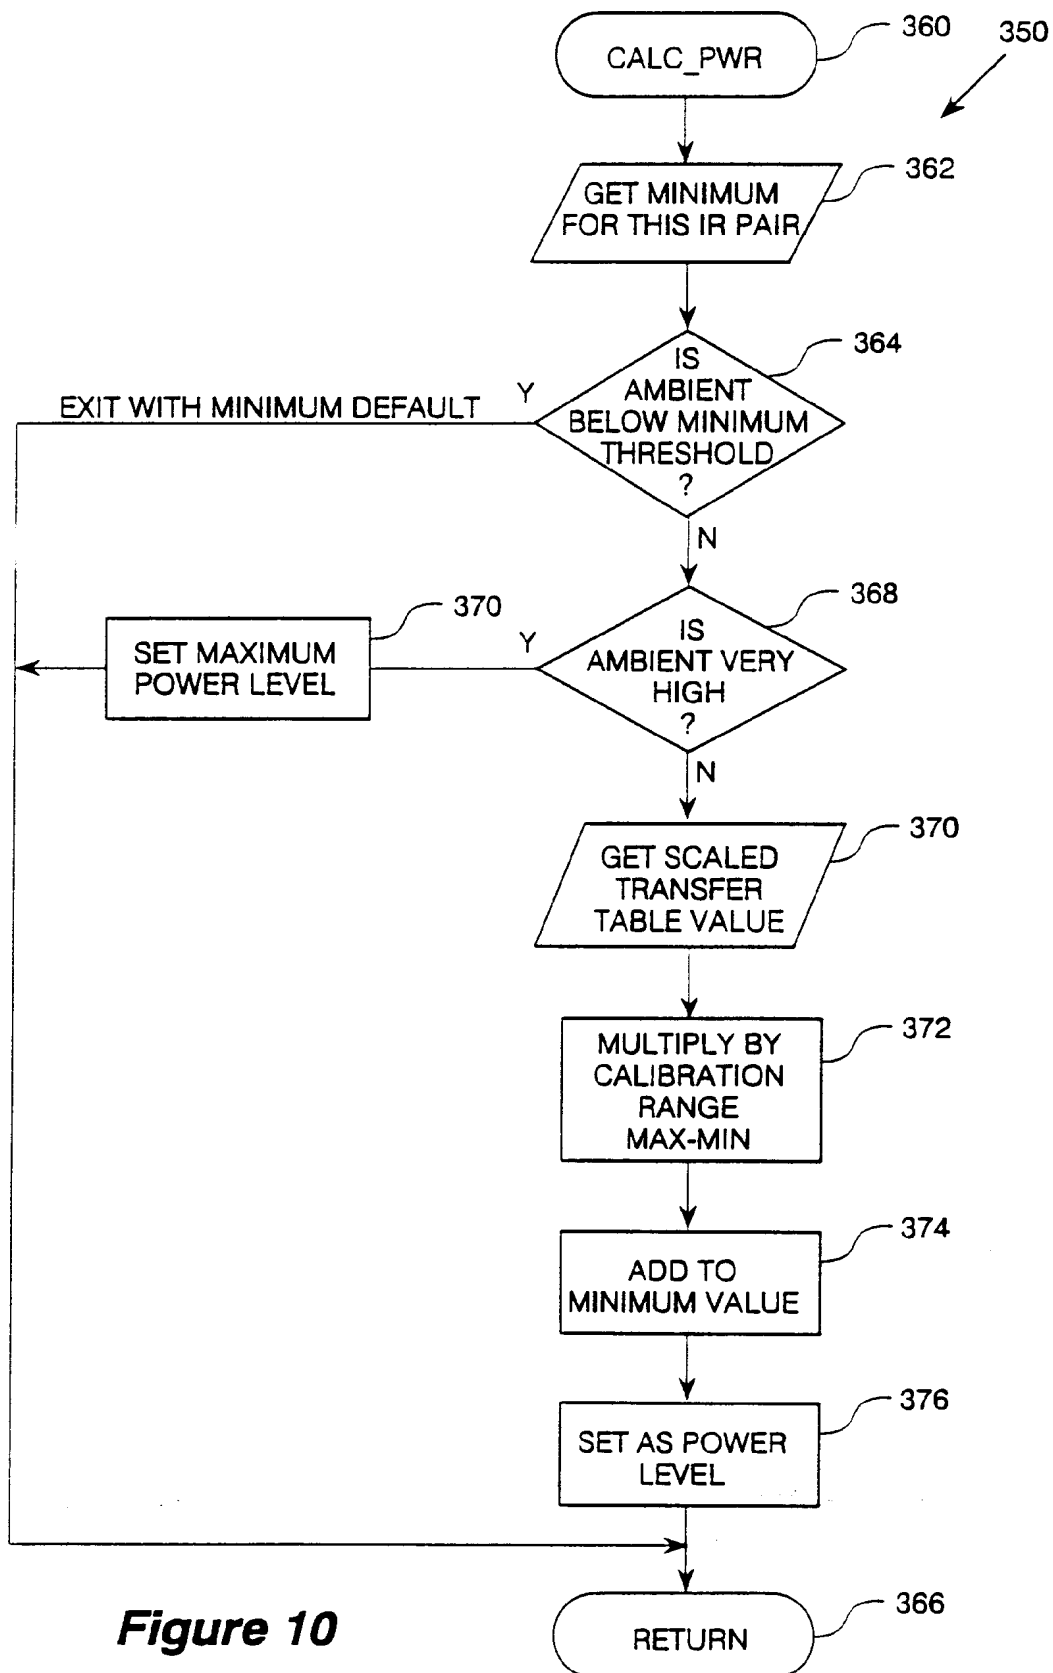 360
350
CALC_PWR
362
GET MINIMUM
FOR THIS IR PAIR
364
IS
AMBIENT
BELOW MINIMUM
THRESHOLD
?
Y
EXIT WITH MINIMUM DEFAULT
N
368
370
IS
AMBIENT VERY
HIGH
?
Y
SET MAXIMUM
POWER LEVEL
N
370
GET SCALED
TRANSFER
TABLE VALUE
372
MULTIPLY BY
CALIBRATION
RANGE
MAX-MIN
374
ADD TO
MINIMUM VALUE
376
SET AS POWER
LEVEL
366
RETURN
Figure 10